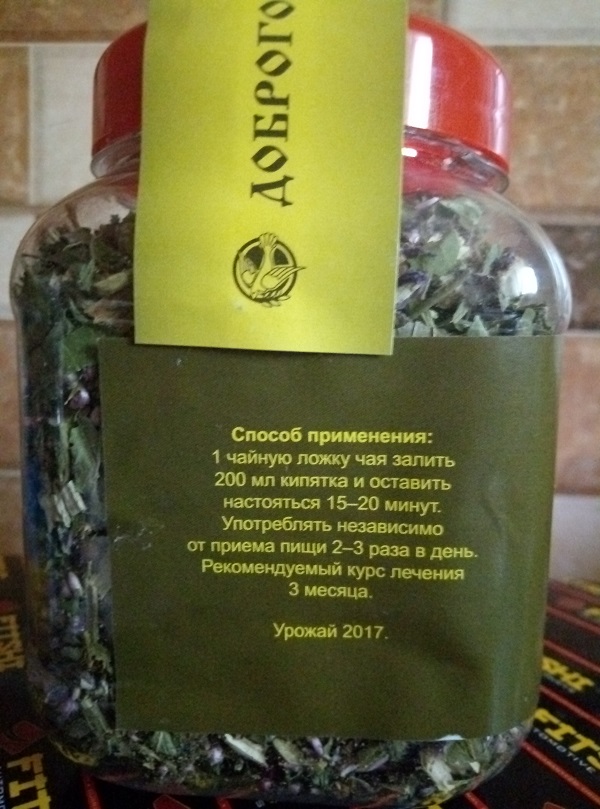 ДОБРОГО
Способ применения:
1 чайную ложку чая залить
200 мл кипятка и оставить
настояться 15–20 минут.
Употреблять независимо
от приема пищи 2–3 раза в день.
Рекомендуемый курс лечения
3 месяца.
Урожай 2017.